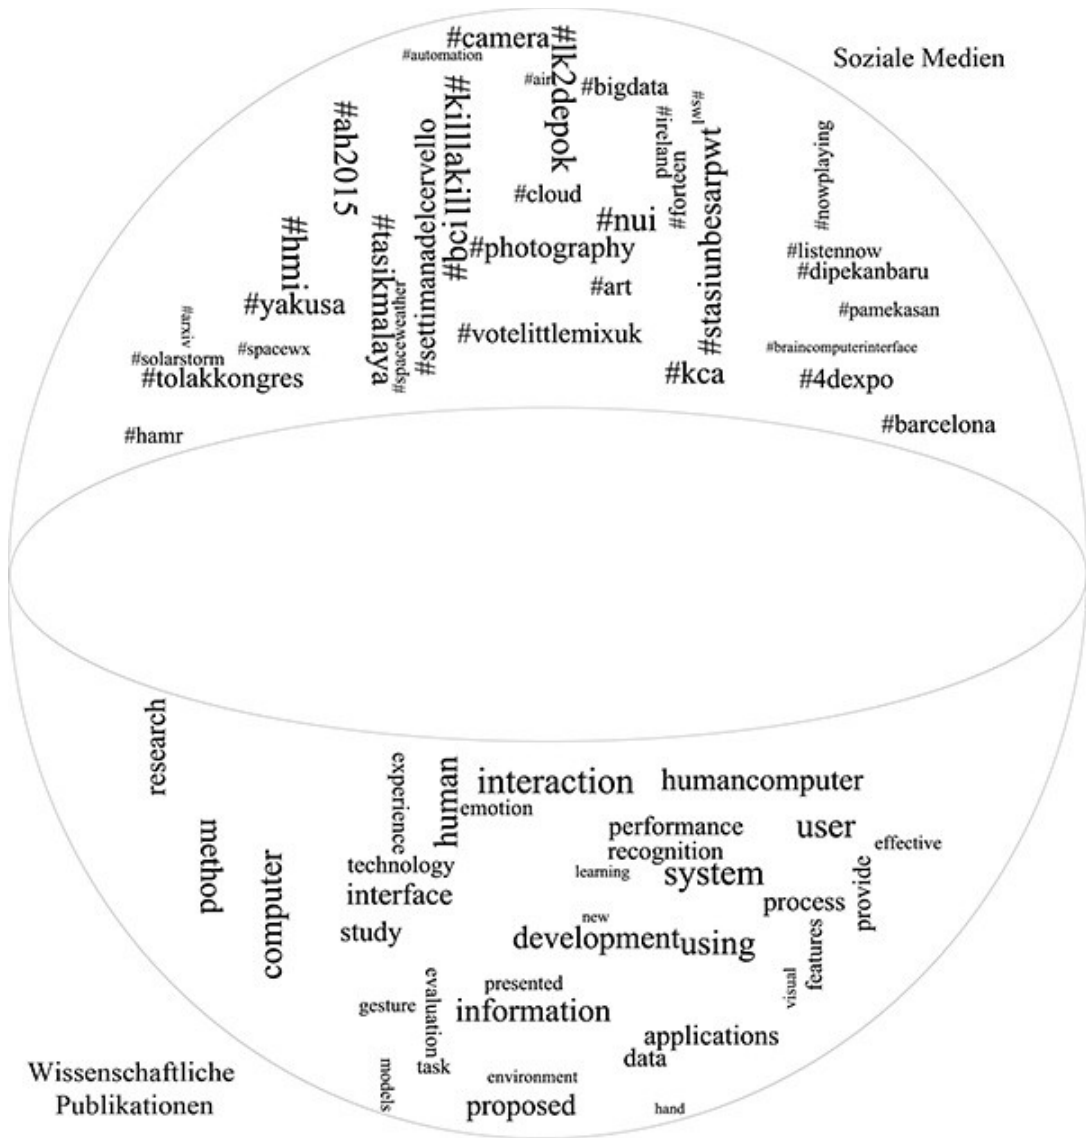 #camera
#lk2depok
Soziale Medien
#automation
#air
#bigdata
#killlakill
#swl
#ah2015
#ireland
#settimanadelcervello
#nowplaying
#stasiunbesarpwt
#forteen
#cloud
#nui
#hmi
#tasikmalaya
#bci
#photography
#listennow
#dipekanbaru
#spaceweather
#art
#yakusa
#pamekasan
#arxiv
#votelittlemixuk
#spacewx
#braincomputerinterface
#solarstorm
#tolakkongres
#kca
#4dexpo
#barcelona
#hamr
research
experience
human
interaction
humancomputer
emotion
method
performance
user
effective
recognition
computer
technology
learning
system
provide
interface
process
new
study
development
using
features
visual
evaluation
presented
gesture
information
applications
data
Wissenschaftliche
Publikationen
models
task
environment
proposed
hand